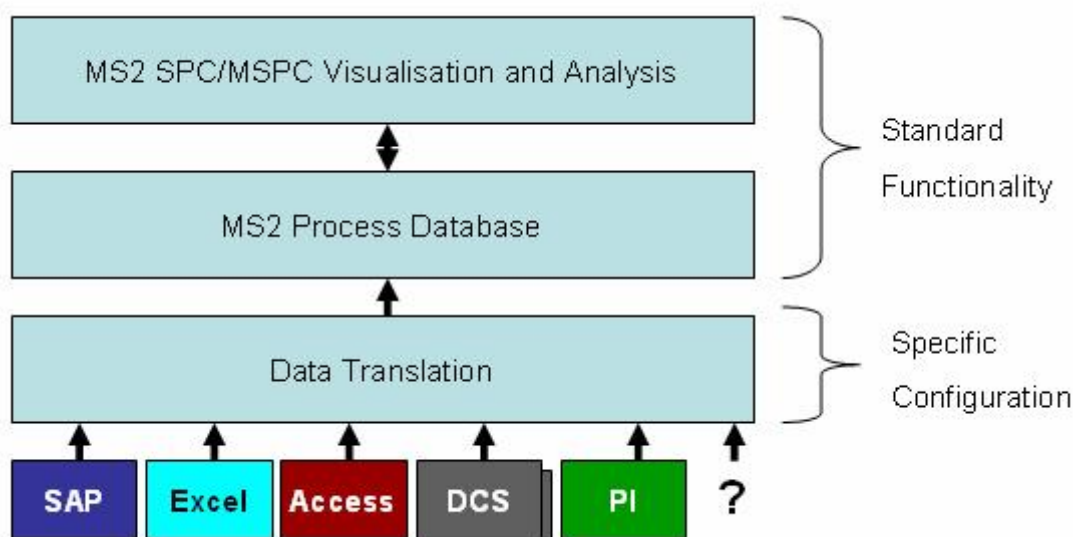 MS2 SPC/MSPC Visualisation and Analysis
Standard
Functionality
MS2 Process Database
Data Translation
Specific
Configuration
SAP
Excel
Access
DCS
PI
?